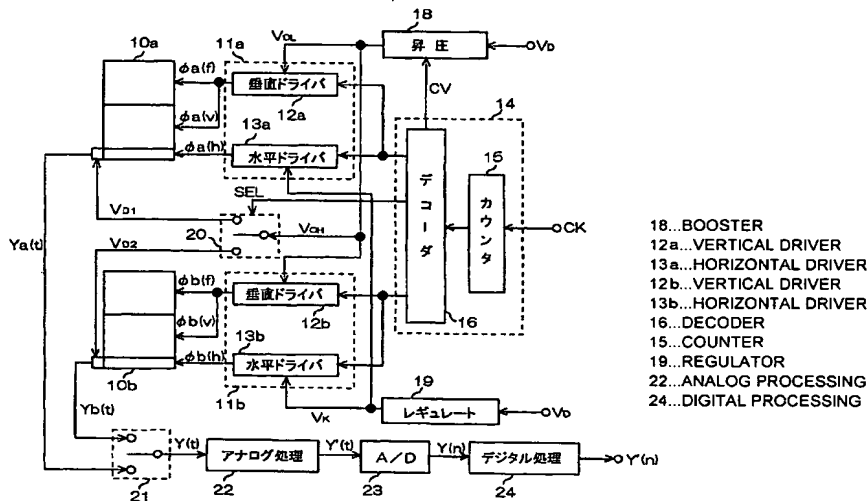 18
昇圧
VD
VOL
CV
10a
11a
垂直ドライバ
12a
φa(f)
φa(v)
13a
水平ドライバ
φa(h)
14
デコーダ
16
15
カウンタ
CK
SEL
VD1
20
VOH
VD2
Ya(t)
垂直ドライバ
12b
φb(f)
φb(v)
13b
水平ドライバ
φb(h)
10b
11b
Yb(t)
VK
19
レギュレート
VD
21
Y(t)
アナログ処理
22
Y'(t)
A/D
23
Y(n)
デジタル処理
24
Y'(n)
18...BOOSTER
12a...VERTICAL DRIVER
13a...HORIZONTAL DRIVER
12b...VERTICAL DRIVER
13b...HORIZONTAL DRIVER
16...DECODER
15...COUNTER
19...REGULATOR
22...ANALOG PROCESSING
24...DIGITAL PROCESSING